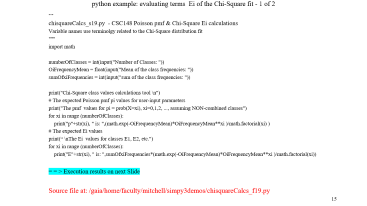 python example: evaluating terms Ei of the Chi-Square fit - 1 of 2
"""
chisquareCalcs_s19.py - CSC148 Poisson pmf & Chi-Square Ei calculations
Variable names use terminology related to the Chi-Square distribution fit
"""
import math
numberOfClasses = int(input("Number of Classes: "))
OiFrequencyMean = float(input("Mean of the class frequencies: "))
sumOfxiFrequencies = int(input("sum of the class frequencies: "))
print("Chi-Square class values calculations tool \n")
# The Expected Poisson pmf pi values for user-input parameter
print("The pmf values for pi = prob(X=xi), xi=0,1,2, ... , assuming NON-combined classes")
for xi in range (numberOfClasses):
print("p"+str(xi), " is: ",(math.exp(-OiFrequencyMean)*OiFrequencyMean**xi )/math.factorial(xi) )
# The expected Ei values
print(" \nThe Ei values for classes E1, E2, etc.")
for xi in range (numberOfClasses):
print("E"+str(xi), " is: ",sumOfxiFrequencies*(math.exp(-OiFrequencyMean)*OiFrequencyMean**xi )/math.factorial(xi))
= = > Execution results on next Slide
Source file at: /gaia/home/faculty/mitchell/simpy3demos/chisquareCalcs_f19.py
15